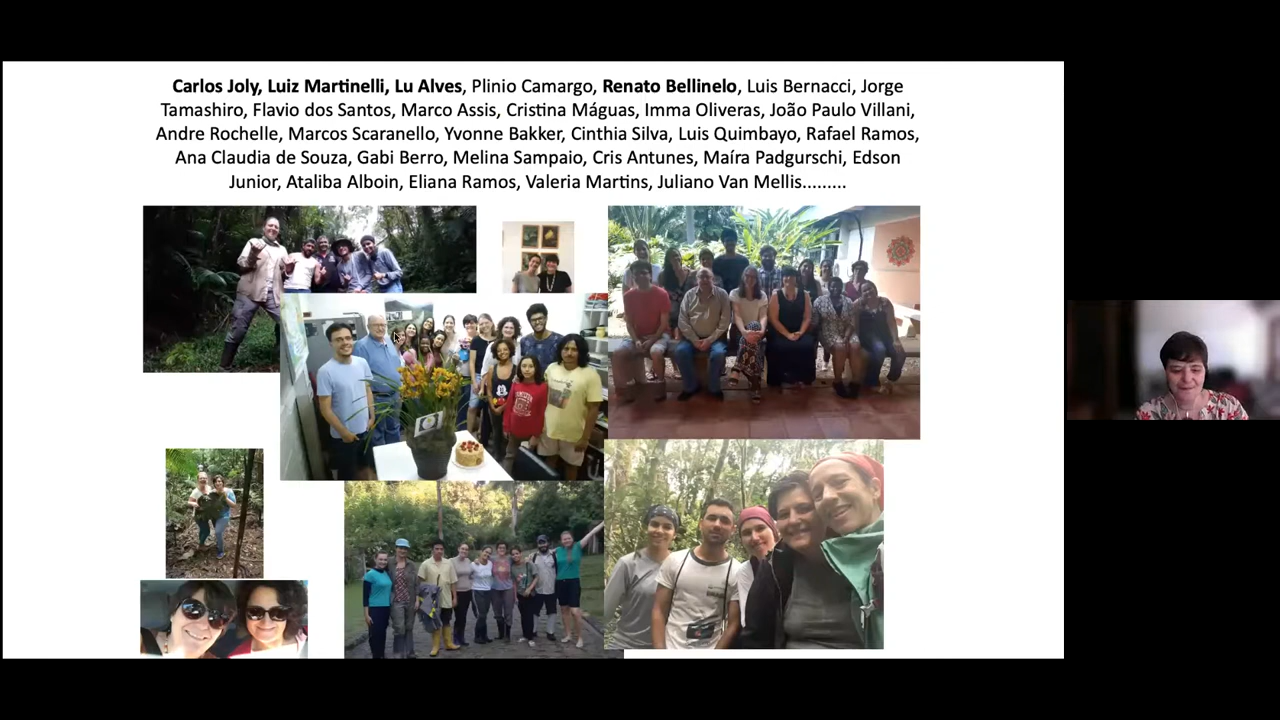 Carlos Joly, Luiz Martinelli, Lu Alves, Plinio Camargo, Renato Bellinelo, Luis Bernacci, Jorge
Tamashiro, Flavio dos Santos, Marco Assis, Cristina Máguas, Imma Oliveras, João Paulo Villani,
Andre Rochelle, Marcos Scaranello, Yvonne Bakker, Cinthia Silva, Luis Quimbayo, Rafael Ramos,
Ana Claudia de Souza, Gabi Berro, Melina Sampaio, Cris Antunes, Maíra Padgurschi, Edson
Junior, Ataliba Alboin, Eliana Ramos, Valeria Martins, Juliano Van Mellis.........